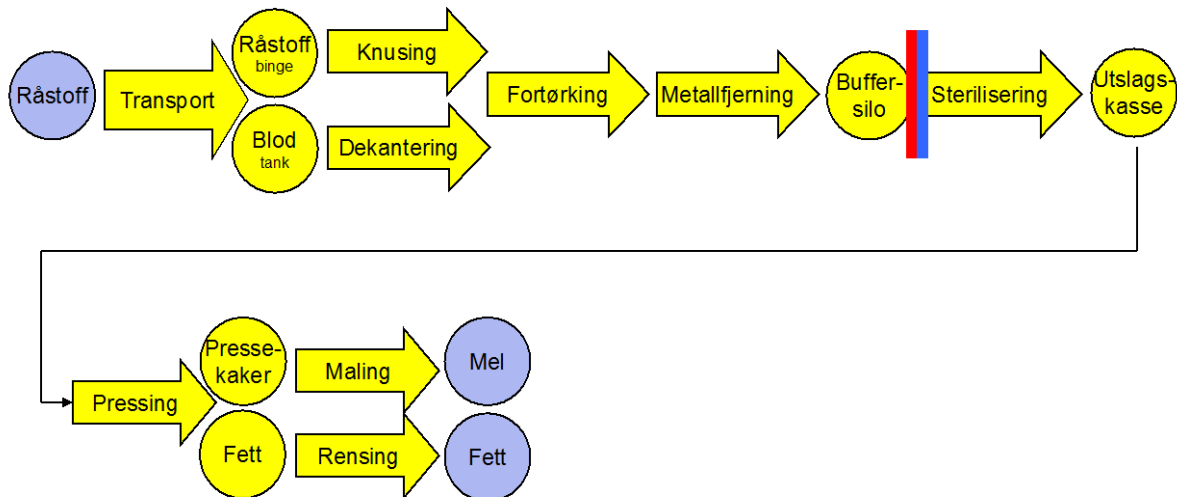 Råstoff
Transport
Råstoff
binge
Blod
tank
Knusing
Dekantering
Fortørking
Metallfjerning
Buffer-
silo
Sterilisering
Utslags-
kasse
Pressing
Presse-
kaker
Fett
Maling
Rensing
Mel
Fett